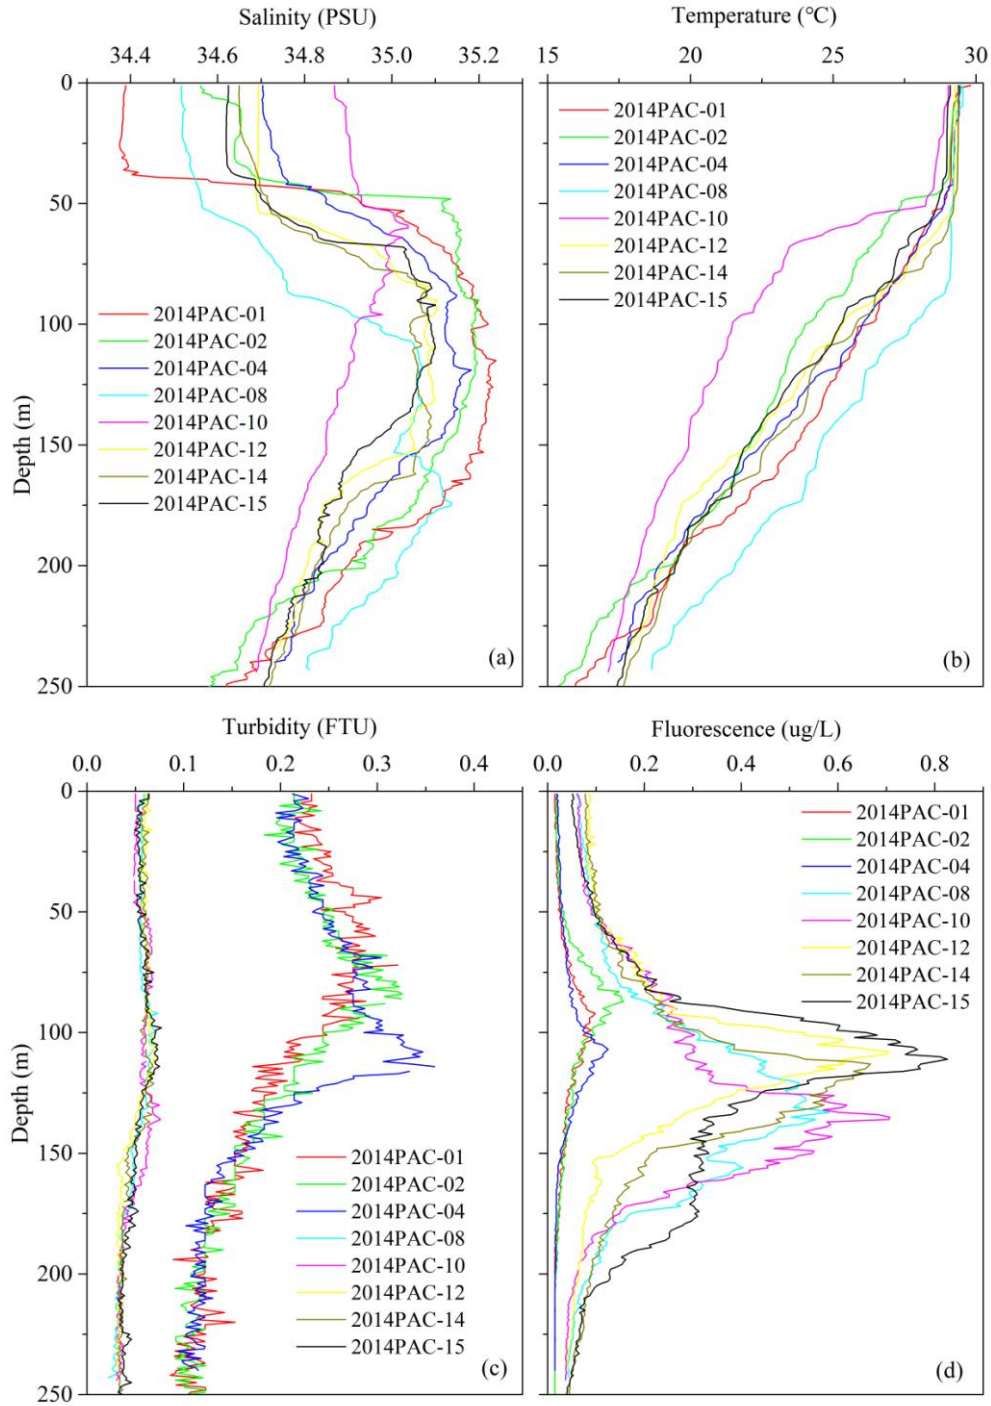 Salinity (PSU)
34.4 34.6 34.8 35.0 35.2
0
50
100
150
200
250
Depth (m)
2014PAC-01
2014PAC-02
2014PAC-04
2014PAC-08
2014PAC-10
2014PAC-12
2014PAC-14
2014PAC-15
(a)
Temperature (°C)
15 20 25 30
2014PAC-01
2014PAC-02
2014PAC-04
2014PAC-08
2014PAC-10
2014PAC-12
2014PAC-14
2014PAC-15
(b)
Turbidity (FTU)
0.0 0.1 0.2 0.3 0.4
0
50
100
150
200
250
Depth (m)
2014PAC-01
2014PAC-02
2014PAC-04
2014PAC-08
2014PAC-10
2014PAC-12
2014PAC-14
2014PAC-15
(c)
Fluorescence (ug/L)
0.0 0.2 0.4 0.6 0.8
2014PAC-01
2014PAC-02
2014PAC-04
2014PAC-08
2014PAC-10
2014PAC-12
2014PAC-14
2014PAC-15
(d)